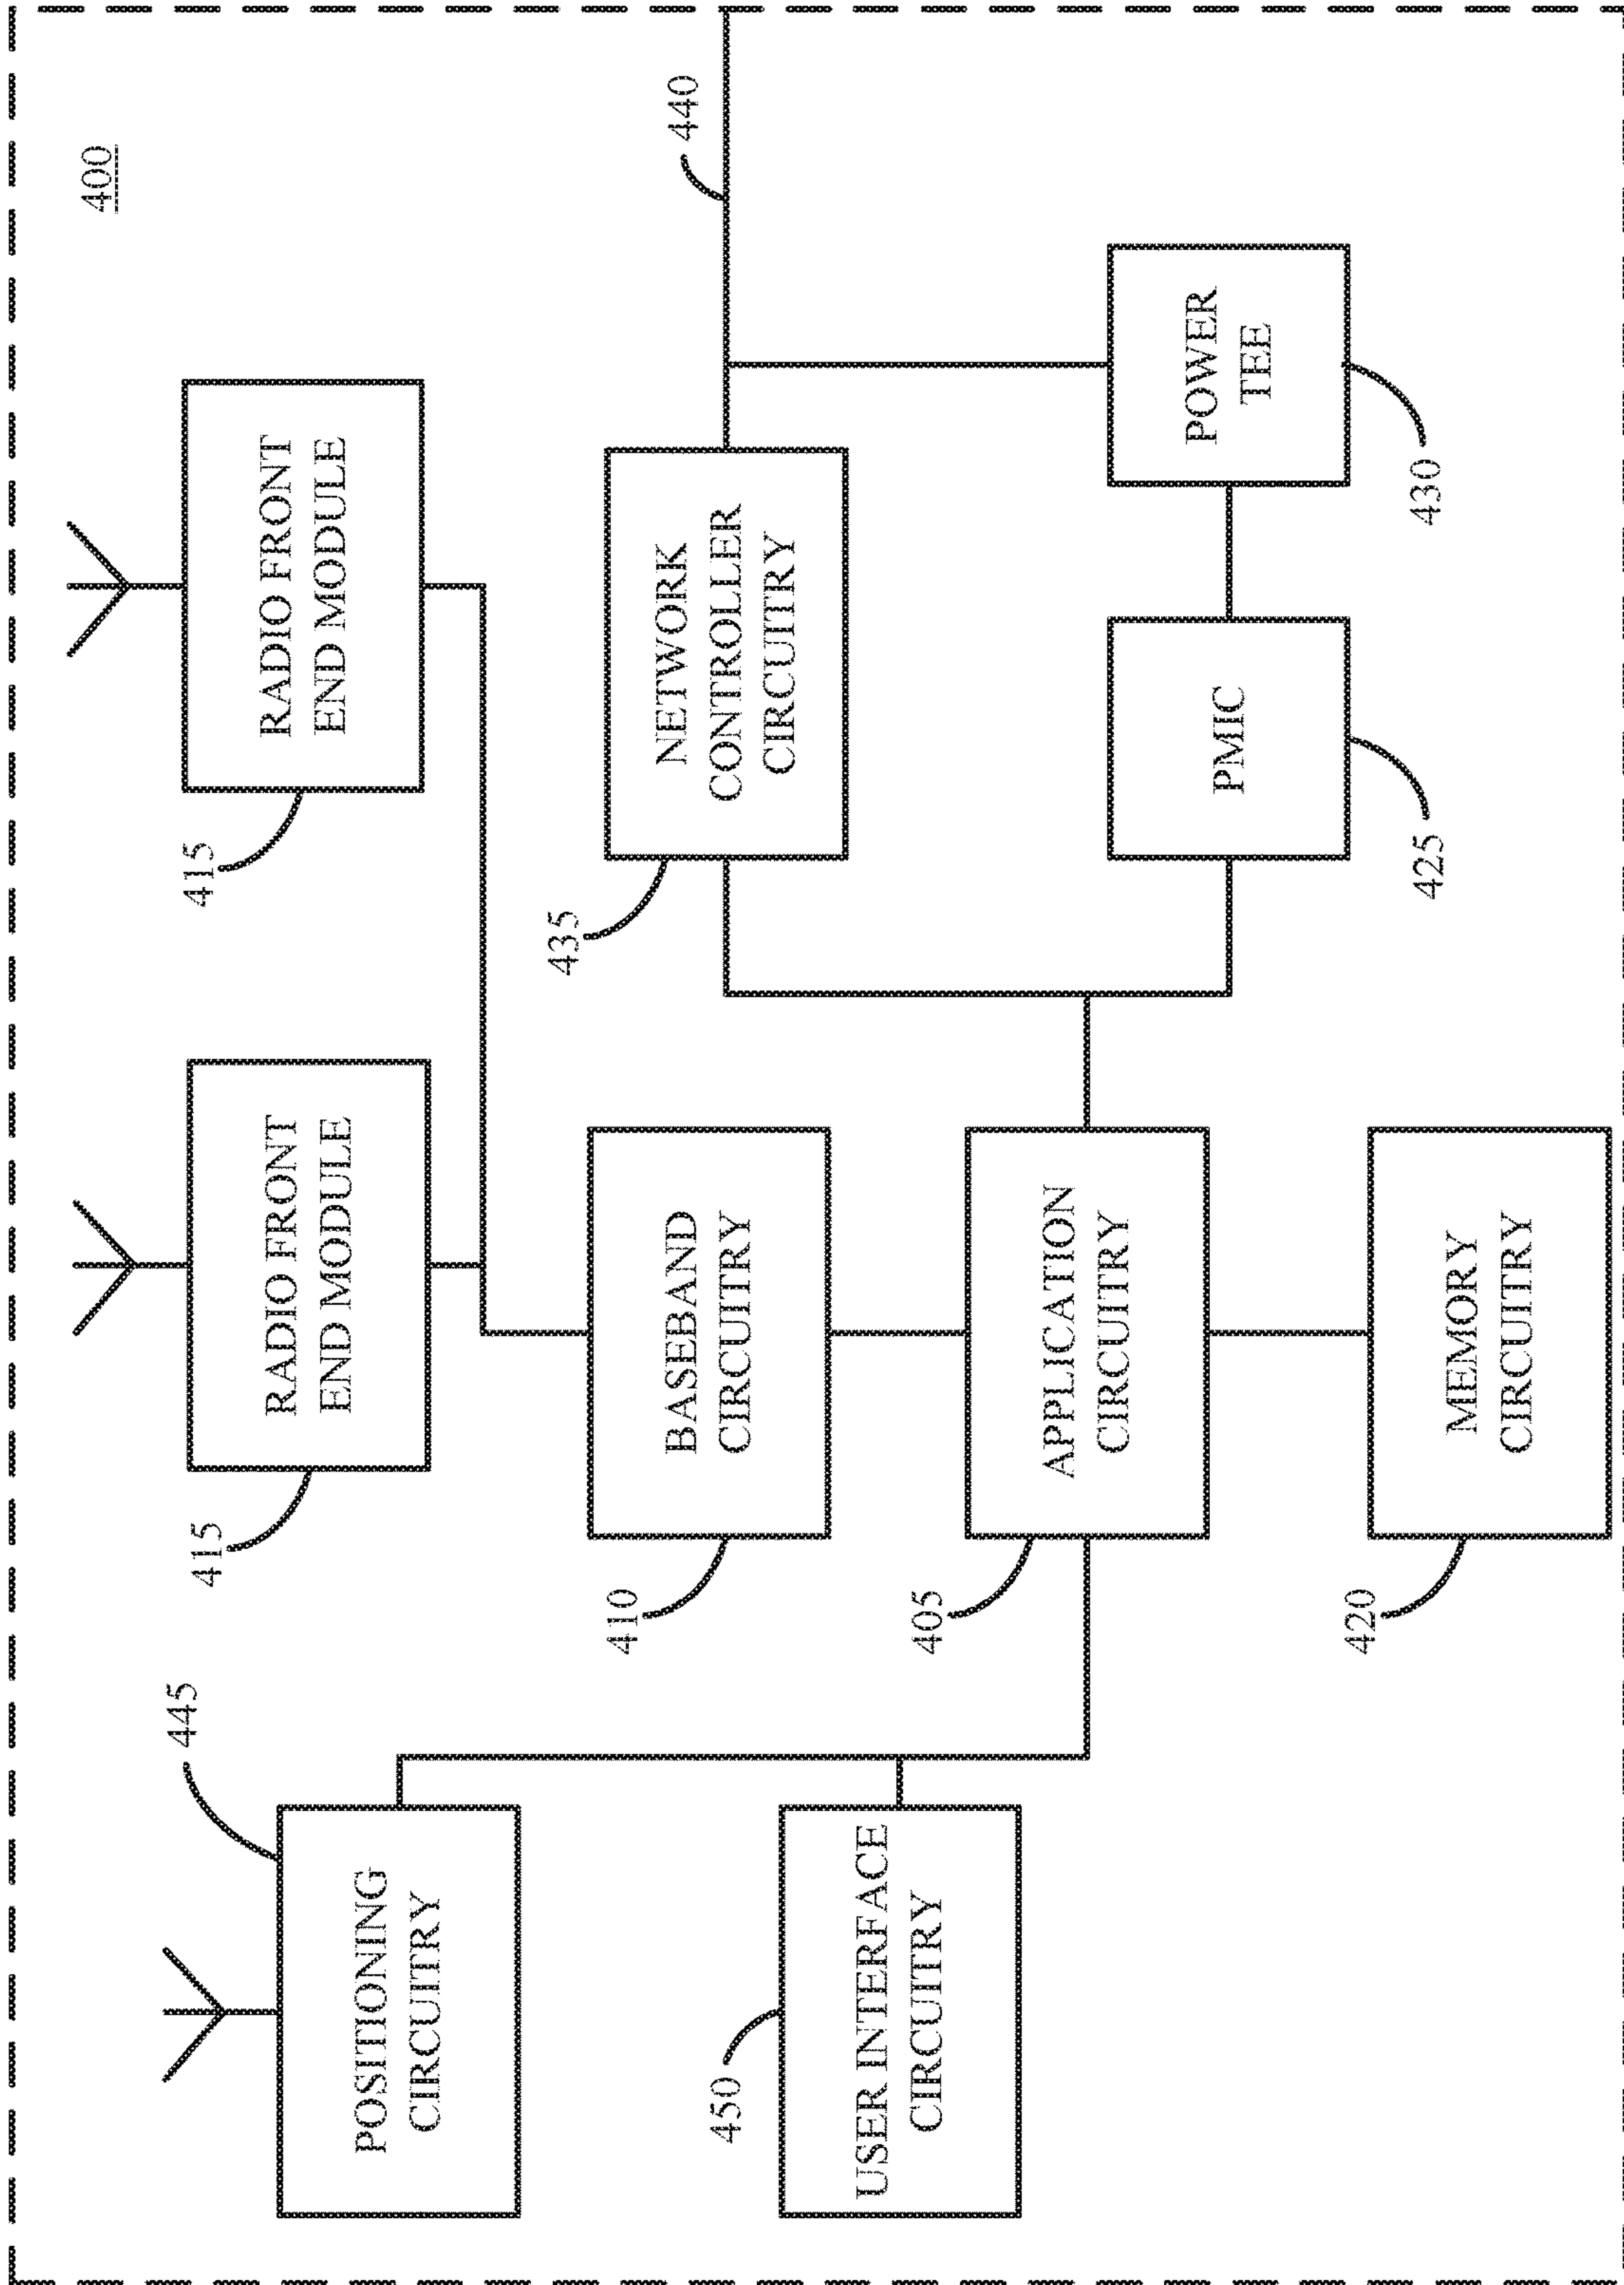 400
415
RADIO FRONT
END MODULE
415
RADIO FRONT
END MODULE
445
POSITIONING
CIRCUITRY
410
BASEBAND
CIRCUITRY
435
NETWORK
CONTROLLER
CIRCUITRY
440
450
USER INTERFACE
CIRCUITRY
405
APPLICATION
CIRCUITRY
425
PMIC
430
POWER
TEE
420
MEMORY
CIRCUITRY